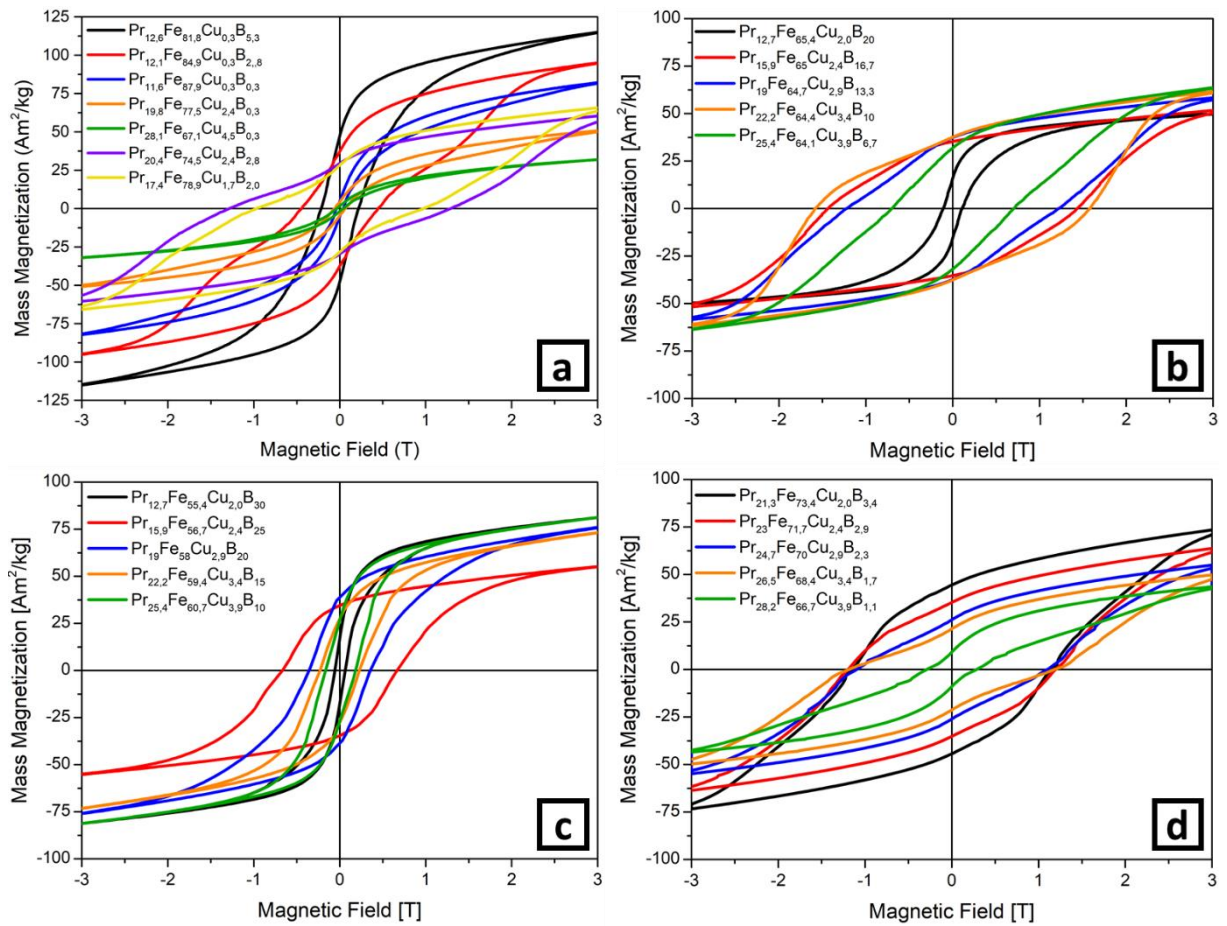 125
100
75
50
25
0
-25
-50
-75
-100
-125
Mass Magnetization (Am²/kg)
Pr₁₂,₆Fe₈₁,₈Cu₀,₃B₅,₃
Pr₁₂,₁Fe₈₄,₉Cu₀,₃B₂,₈
Pr₁₁,₆Fe₈₇,₉Cu₀,₃B₀,₃
Pr₁₉,₈Fe₇₇,₅Cu₂,₄B₀,₃
Pr₂₈,₁Fe₆₇,₁Cu₄,₅B₀,₃
Pr₂₀,₄Fe₇₄,₅Cu₂,₄B₂,₈
Pr₁₇,₄Fe₇₈,₉Cu₁,₇B₂,₀
a
-3 -2 -1 0 1 2 3
Magnetic Field (T)
100
75
50
25
0
-25
-50
-75
-100
Mass Magnetization [Am²/kg]
Pr₁₂,₇Fe₆₅,₄Cu₂,₀B₂₀
Pr₁₅,₉Fe₆₅Cu₂,₄B₁₆,₇
Pr₁₉Fe₆₄,₇Cu₂,₉B₁₃,₃
Pr₂₂,₂Fe₆₄,₄Cu₃,₄B₁₀
Pr₂₅,₄Fe₆₄,₁Cu₃,₉B₆,₇
b
-3 -2 -1 0 1 2 3
Magnetic Field [T]
100
75
50
25
0
-25
-50
-75
-100
Mass Magnetization [Am²/kg]
Pr₁₂,₇Fe₅₅,₄Cu₂,₀B₃₀
Pr₁₅,₉Fe₅₆,₇Cu₂,₄B₂₅
Pr₁₉Fe₅₈Cu₂,₉B₂₀
Pr₂₂,₂Fe₅₉,₄Cu₃,₄B₁₅
Pr₂₅,₄Fe₆₀,₇Cu₃,₉B₁₀
c
-3 -2 -1 0 1 2 3
Magnetic Field [T]
100
75
50
25
0
-25
-50
-75
-100
Mass Magnetization [Am²/kg]
Pr₂₁,₃Fe₇₃,₄Cu₂,₀B₃,₄
Pr₂₃Fe₇₁,₇Cu₂,₄B₂,₉
Pr₂₄,₇Fe₇₀Cu₂,₉B₂,₃
Pr₂₆,₅Fe₆₈,₄Cu₃,₄B₁,₇
Pr₂₈,₂Fe₆₆,₇Cu₃,₉B₁,₁
d
-3 -2 -1 0 1 2 3
Magnetic Field [T]